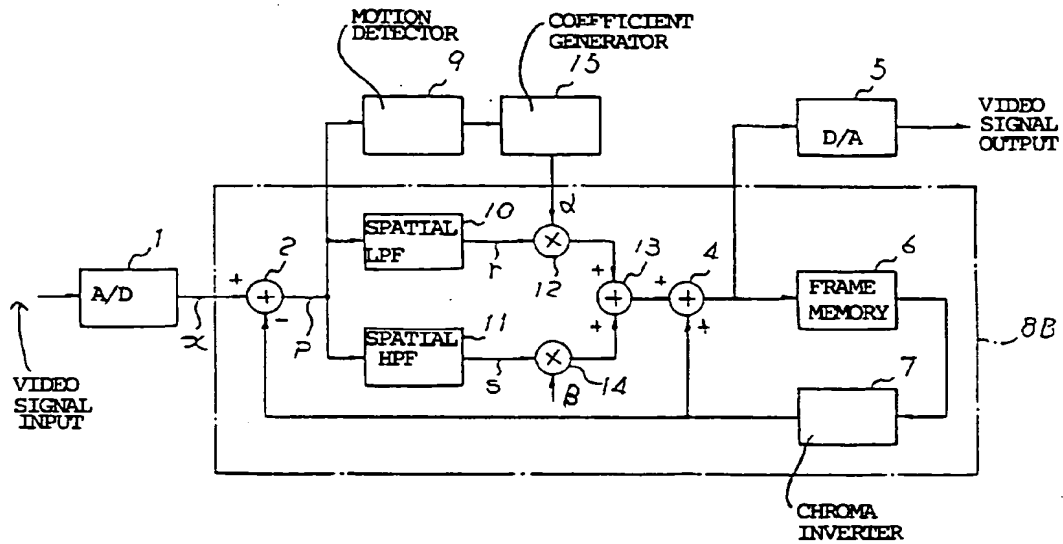 MOTION
DETECTOR
9
COEFFICIENT
GENERATOR
15
5
D/A
VIDEO
SIGNAL
OUTPUT
1
A/D
x
+
2
+
-
P
SPATIAL
LPF
10
r
α
×
12
+
13
+
+
+
4
+
+
6
FRAME
MEMORY
8B
SPATIAL
HPF
11
s
×
β
14
7
VIDEO
SIGNAL
INPUT
CHROMA
INVERTER